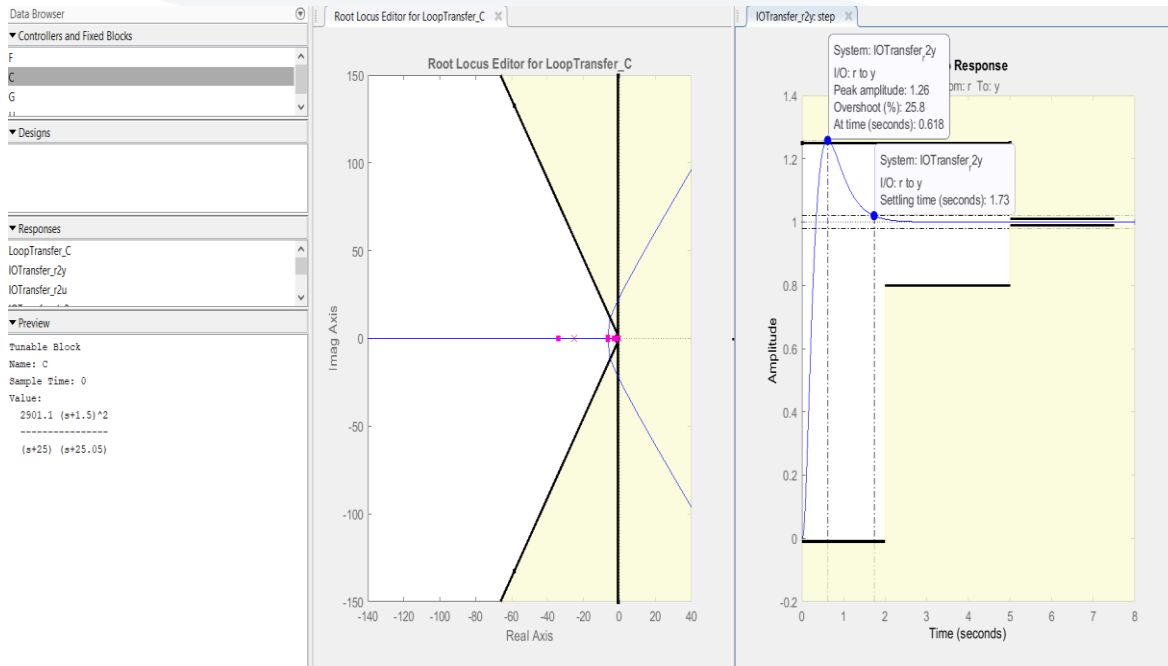 Data Browser
▼ Controllers and Fixed Blocks
F
C
G
▼ Designs
▼ Responses
LoopTransfer_C
IOTransfer_r2y
IOTransfer_r2u
▼ Preview
Tunable Block
Name: C
Sample Time: 0
Value:
2901.1 (s+1.5)^2
----------------
(s+25) (s+25.05)
Root Locus Editor for LoopTransfer_C
Root Locus Editor for LoopTransfer_C
150
100
50
0
-50
-100
-150
Imag Axis
-140 -120 -100 -80 -60 -40 -20 0 20 40
Real Axis
IOTransfer_r2y: step
Response
From: r To: y
System: IOTransfer_r2y
I/O: r to y
Peak amplitude: 1.26
Overshoot (%): 25.8
At time (seconds): 0.618
System: IOTransfer_r2y
I/O: r to y
Settling time (seconds): 1.73
1.4
1.2
1
0.8
0.6
0.4
0.2
0
-0.2
Amplitude
0 1 2 3 4 5 6 7 8
Time (seconds)